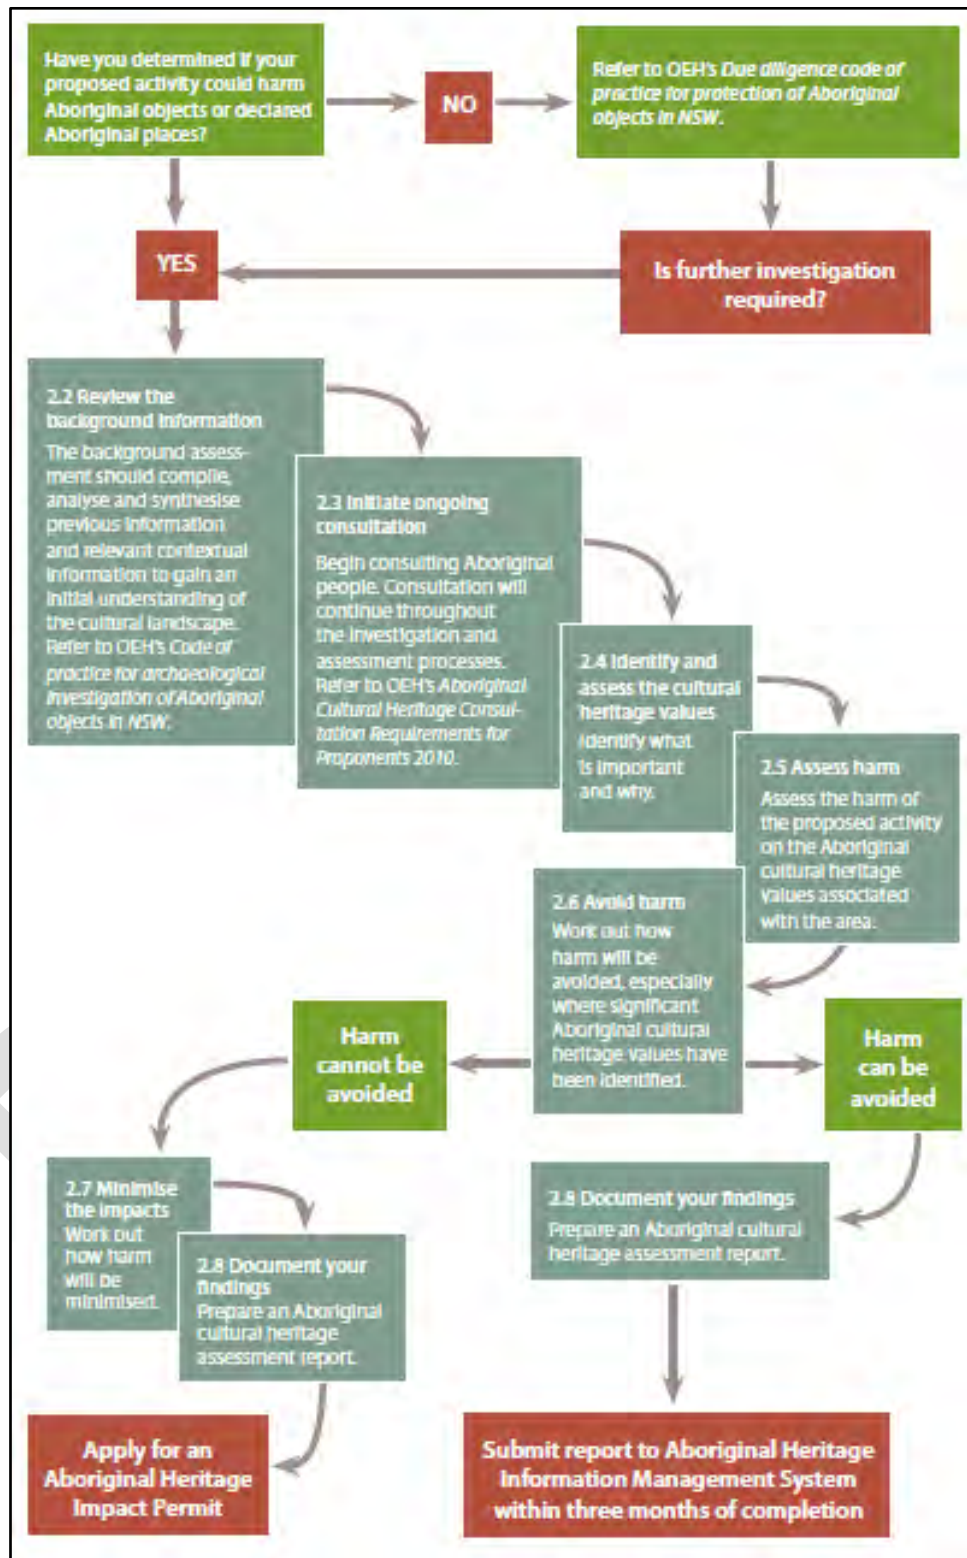 Have you determined if your
proposed activity could harm
Aboriginal objects or declared
Aboriginal places?
NO
Refer to OEH's Due diligence code of
practice for protection of Aboriginal
objects in NSW.
YES
Is further investigation
required?
2.2 Review the
background information
The background assess-
ment should compile,
analyse and synthesise
previous information
and relevant contextual
information to gain an
initial understanding of
the cultural landscape.
Refer to OEH's Code of
practice for archaeological
investigation of Aboriginal
objects in NSW.
2.3 Initiate ongoing
consultation
Begin consulting Aboriginal
people. Consultation will
continue throughout
the investigation and
assessment processes.
Refer to OEH's Aboriginal
Cultural Heritage Consul-
tation Requirements for
Proponents 2010.
2.4 Identify and
assess the cultural
heritage values
Identify what
is important
and why.
2.5 Assess harm
Assess the harm of
the proposed activity
on the Aboriginal
cultural heritage
values associated
with the area.
2.6 Avoid harm
Work out how
harm will be
avoided, especially
where significant
Aboriginal cultural
heritage values have
been identified.
Harm
cannot be
avoided
Harm
can be
avoided
2.7 Minimise
the impacts
Work out
how harm
will be
minimised.
2.8 Document your
findings
Prepare an Aboriginal
cultural heritage
assessment report.
2.8 Document your findings
Prepare an Aboriginal cultural
heritage assessment report.
Apply for an
Aboriginal Heritage
Impact Permit
Submit report to Aboriginal Heritage
Information Management System
within three months of completion